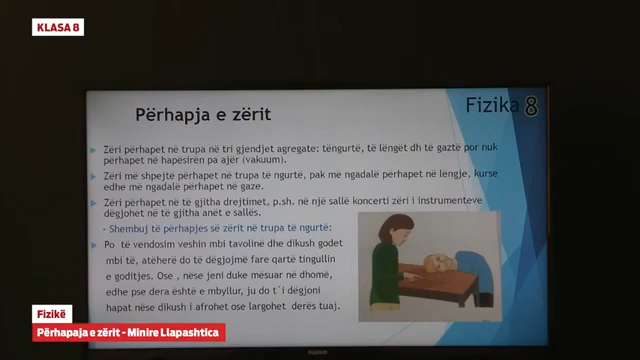 KLASA 8
Fizika 8
Përhapja e zërit
Zëri përhapet në trupa në tri gjendjet agregate: tëngurtë, të lëngët dh të gaztë por nuk
përhapet në hapësirën pa ajër (vakuum).
Zëri më shpejte përhapet në trupa të ngurtë, pak më ngadalë përhapet në lëngje, kurse
edhe më ngadalë përhapet në gaze.
Zëri përhapet në të gjitha drejtimet, p.sh. në një sallë koncerti zëri i instrumenteve
dëgjohet në të gjitha anët e sallës.
- Shembuj të përhapjes së zërit në trupa të ngurtë:
Po të vendosim veshin mbi tavolinë dhe dikush godet
mbi të, atëherë do të dëgjojmë fare qartë tingullin
e goditjes. Ose , nëse jeni duke mësuar në dhomë,
edhe pse dera është e mbyllur, ju do t`i dëgjoni
hapat nëse dikush i afrohet ose largohet derës tuaj.
Fizikë
Përhapaja e zërit - Minire Llapashtica